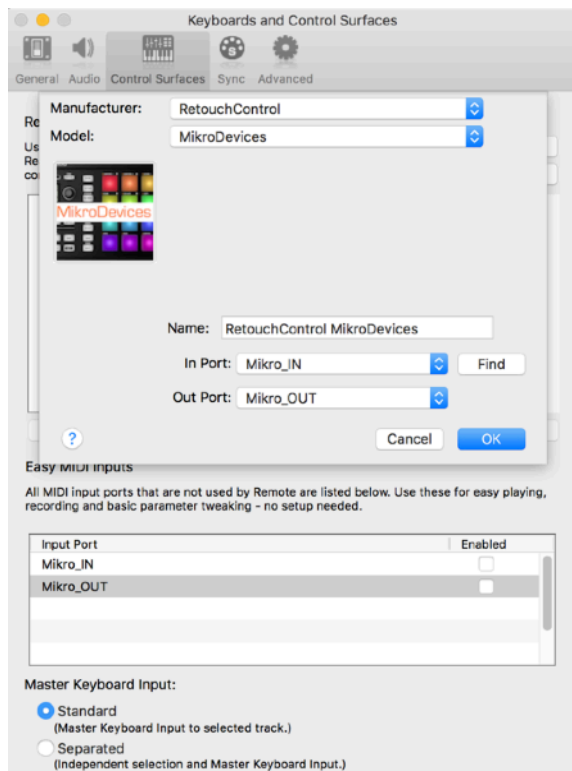 Keyboards and Control Surfaces
General Audio Control Surfaces Sync Advanced
Manufacturer: RetouchControl
Re
Model: MikroDevices
Us
Re
co
MikroDevices
Name: RetouchControl MikroDevices
In Port: Mikro_IN Find
Out Port: Mikro_OUT
? Cancel OK
Easy MIDI Inputs
All MIDI input ports that are not used by Remote are listed below. Use these for easy playing,
recording and basic parameter tweaking - no setup needed.
Input Port Enabled
Mikro_IN
Mikro_OUT
Master Keyboard Input:
Standard
(Master Keyboard Input to selected track.)
Separated
(Independent selection and Master Keyboard Input.)